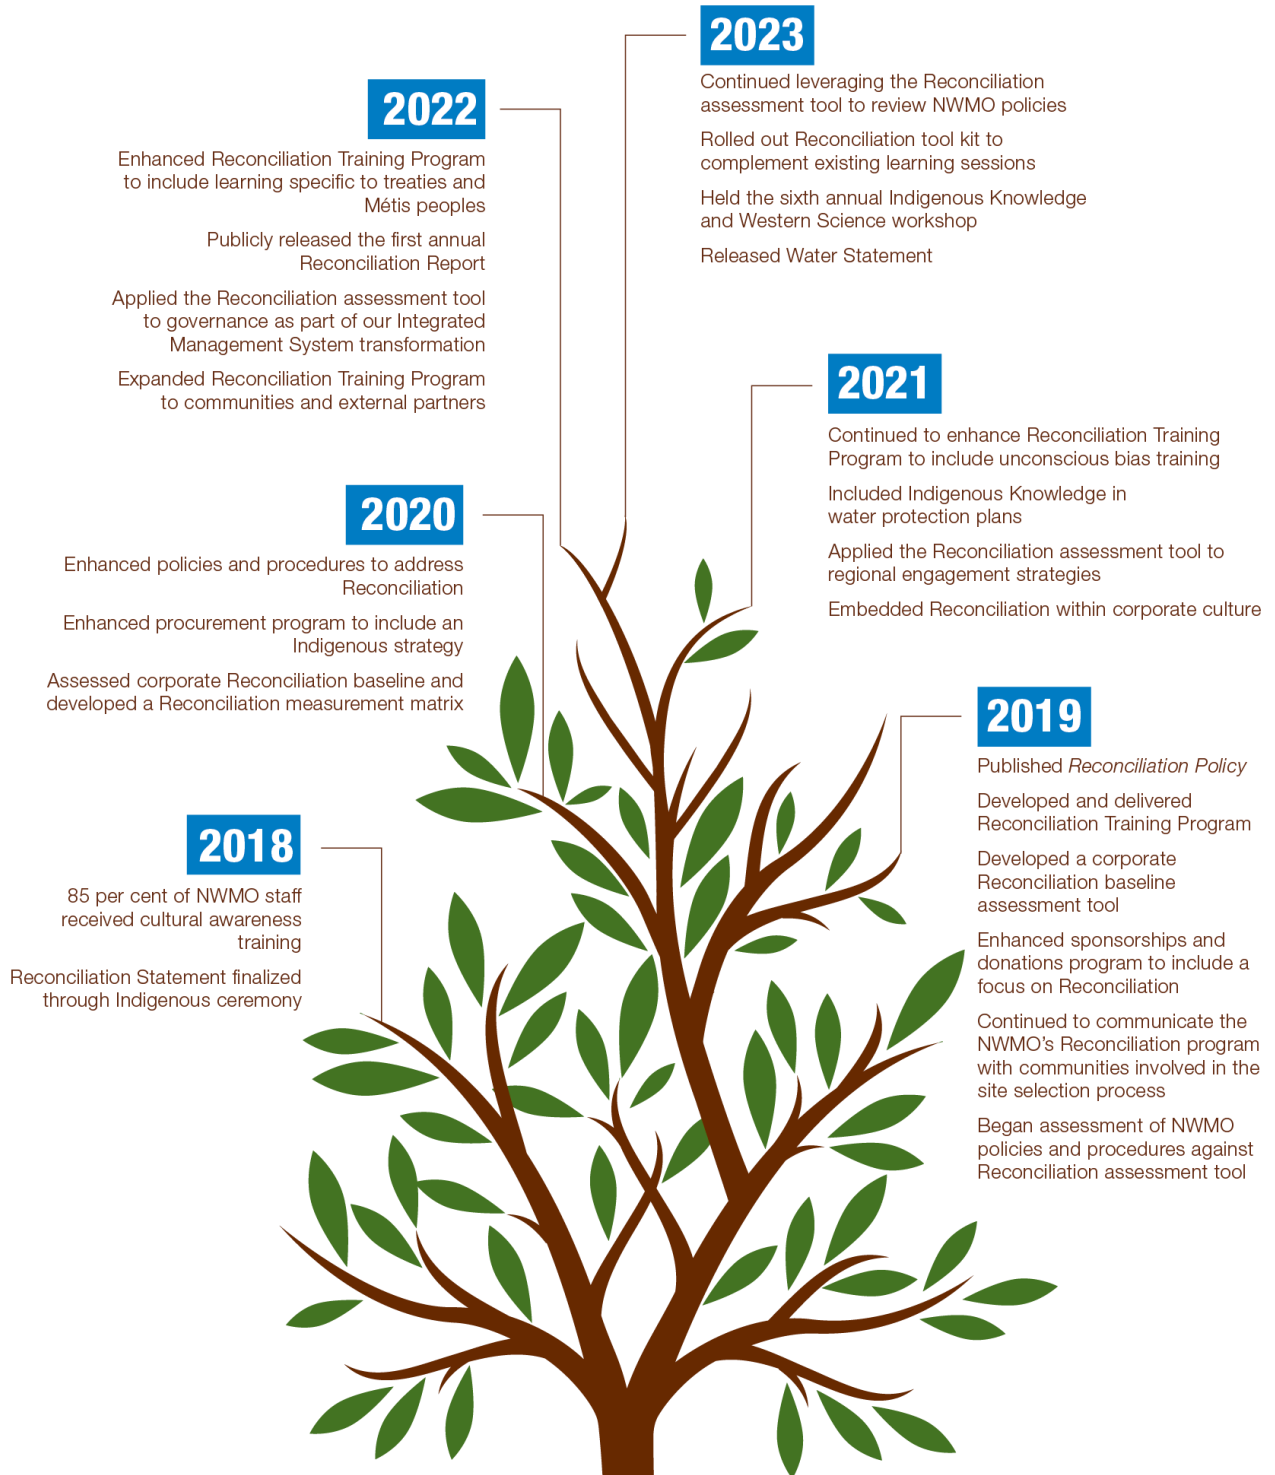 2023
Continued leveraging the Reconciliation
assessment tool to review NWMO policies
Rolled out Reconciliation tool kit to
complement existing learning sessions
Held the sixth annual Indigenous Knowledge
and Western Science workshop
Released Water Statement
2022
Enhanced Reconciliation Training Program
to include learning specific to treaties and
Métis peoples
Publicly released the first annual
Reconciliation Report
Applied the Reconciliation assessment tool
to governance as part of our Integrated
Management System transformation
Expanded Reconciliation Training Program
to communities and external partners
2021
Continued to enhance Reconciliation Training
Program to include unconscious bias training
Included Indigenous Knowledge in
water protection plans
Applied the Reconciliation assessment tool to
regional engagement strategies
Embedded Reconciliation within corporate culture
2020
Enhanced policies and procedures to address
Reconciliation
Enhanced procurement program to include an
Indigenous strategy
Assessed corporate Reconciliation baseline and
developed a Reconciliation measurement matrix
2019
Published Reconciliation Policy
Developed and delivered
Reconciliation Training Program
Developed a corporate
Reconciliation baseline
assessment tool
Enhanced sponsorships and
donations program to include a
focus on Reconciliation
Continued to communicate the
NWMO's Reconciliation program
with communities involved in the
site selection process
Began assessment of NWMO
policies and procedures against
Reconciliation assessment tool
2018
85 per cent of NWMO staff
received cultural awareness
training
Reconciliation Statement finalized
through Indigenous ceremony